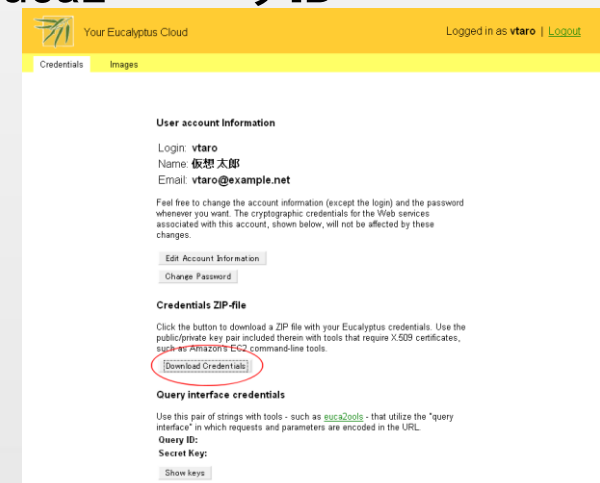 Your Eucalyptus Cloud
Logged in as vtaro | Logout
Credentials Images
User account Information
Login: vtaro
Name: 仮想 太郎
Email: vtaro@example.net
Feel free to change the account information (except the login) and the password
whenever you want. The cryptographic credentials for the Web services
associated with this account, shown below, will not be affected by these
changes.
Edit Account Information
Change Password
Credentials ZIP-file
Click the button to download a ZIP file with your Eucalyptus credentials. Use the
public/private key pair included therein with tools that require X.509 certificates,
such as Amazon's EC2 command-line tools.
Download Credentials
Query interface credentials
Use this pair of strings with tools - such as euca2ools - that utilize the "query
interface" in which requests and parameters are encoded in the URL.
Query ID:
Secret Key:
Show keys